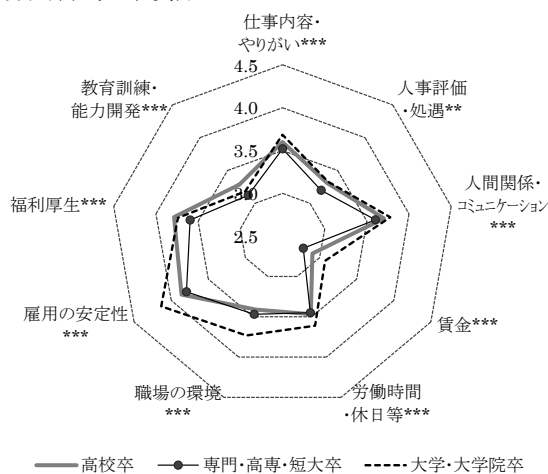 仕事内容・
やりがい***
人事評価
・処遇**
人間関係・
コミュニケーション
***
賃金***
労働時間
・休日等***
職場の環境
***
雇用の安定性
***
福利厚生***
教育訓練・
能力開発***
4.5
4.0
3.5
3.0
2.5
高校卒
専門・高専・短大卒
大学・大学院卒